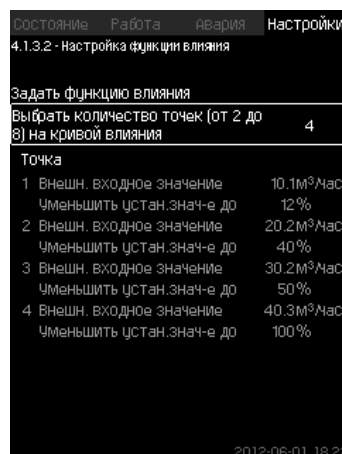 Состояние Работа Авария Настройки
4.1.3.2 - Настройка функции влияния
Задать функцию влияния
Выбрать количество точек (от 2 до 4
8) на кривой влияния
Точка
1 Внешн. входное значение 10.1м³/час
Уменьшить устан.знач-е до 12%
2 Внешн. входное значение 20.2м³/час
Уменьшить устан.знач-е до 40%
3 Внешн. входное значение 30.2м³/час
Уменьшить устан.знач-е до 50%
4 Внешн. входное значение 40.3м³/час
Уменьшить устан.знач-е до 100%
2012-06-01